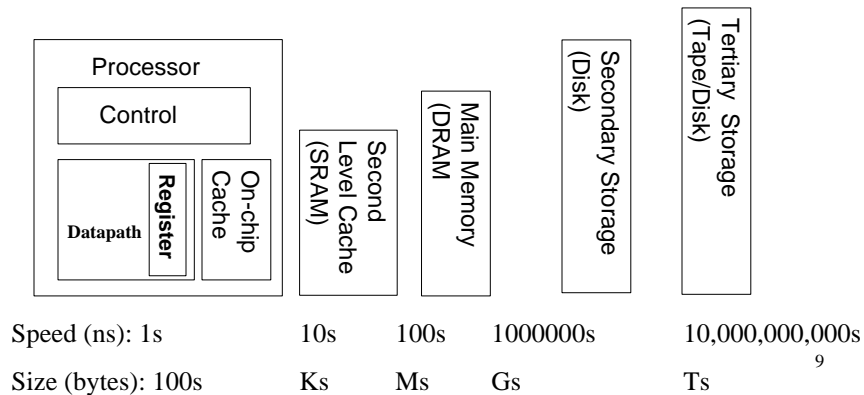 Processor
Control
Datapath
Register
On-chip
Cache
Second
Level Cache
(SRAM)
Main Memory
(DRAM
Secondary Storage
(Disk)
Tertiary Storage
(Tape/Disk)
Speed (ns): 1s 10s 100s 1000000s 10,000,000,000s
9
Size (bytes): 100s Ks Ms Gs Ts